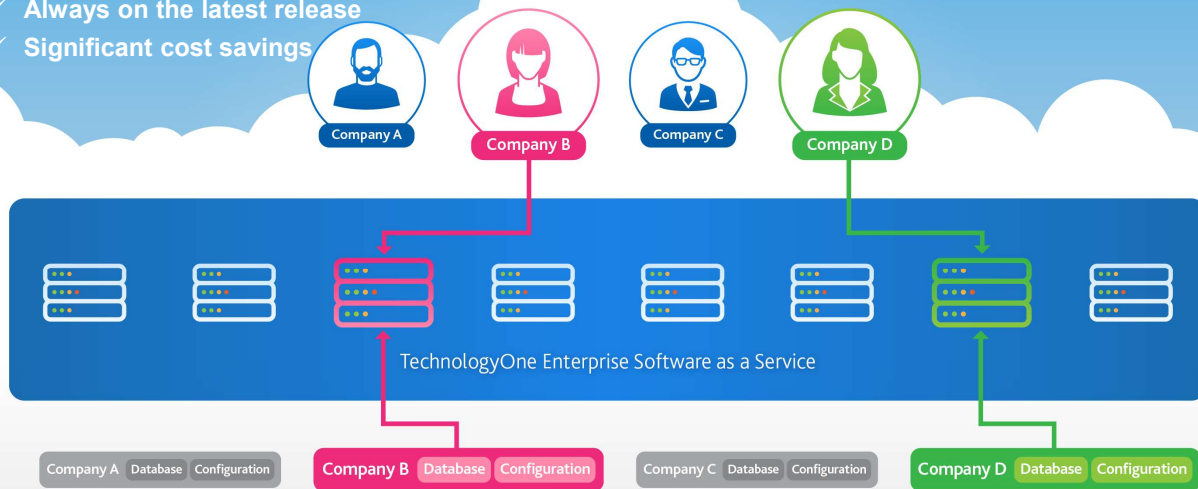 ✓ Always on the latest release
✓ Significant cost savings
Company A
Company B
Company C
Company D
TechnologyOne Enterprise Software as a Service
Company A Database Configuration
Company B Database Configuration
Company C Database Configuration
Company D Database Configuration